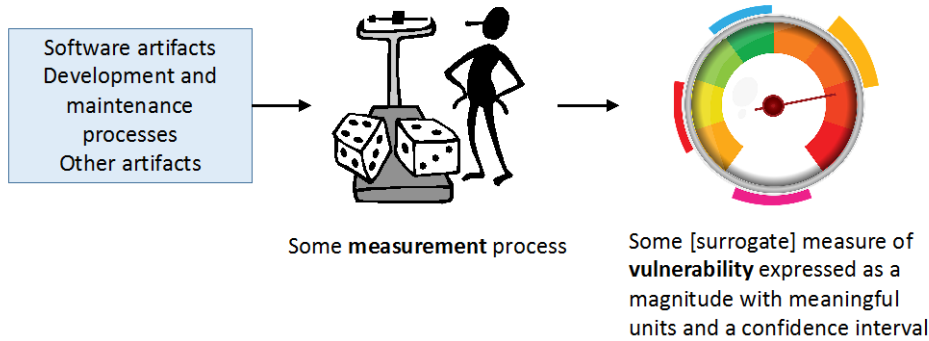 Software artifacts
Development and
maintenance
processes
Other artifacts
Some measurement process
Some [surrogate] measure of
vulnerability expressed as a
magnitude with meaningful
units and a confidence interval